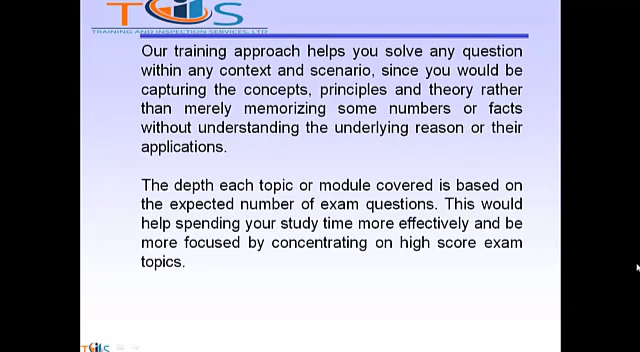 TIIS
TRAINING AND INSPECTION SERVICES, LTD
Our training approach helps you solve any question
within any context and scenario, since you would be
capturing the concepts, principles and theory rather
than merely memorizing some numbers or facts
without understanding the underlying reason or their
applications.
The depth each topic or module covered is based on
the expected number of exam questions. This would
help spending your study time more effectively and be
more focused by concentrating on high score exam
topics.